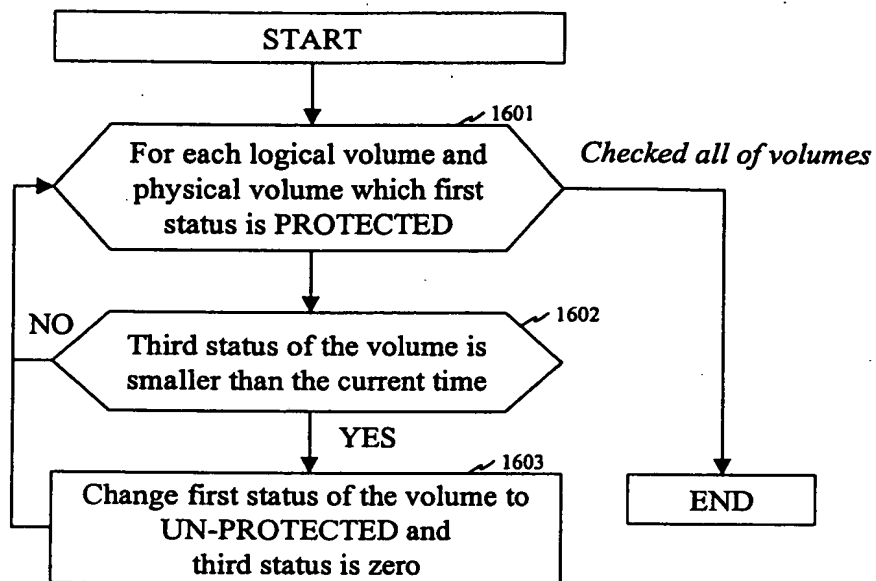 START
1601
For each logical volume and
physical volume which first
status is PROTECTED
Checked all of volumes
1602
NO
Third status of the volume is
smaller than the current time
YES
1603
Change first status of the volume to
UN-PROTECTED and
third status is zero
END